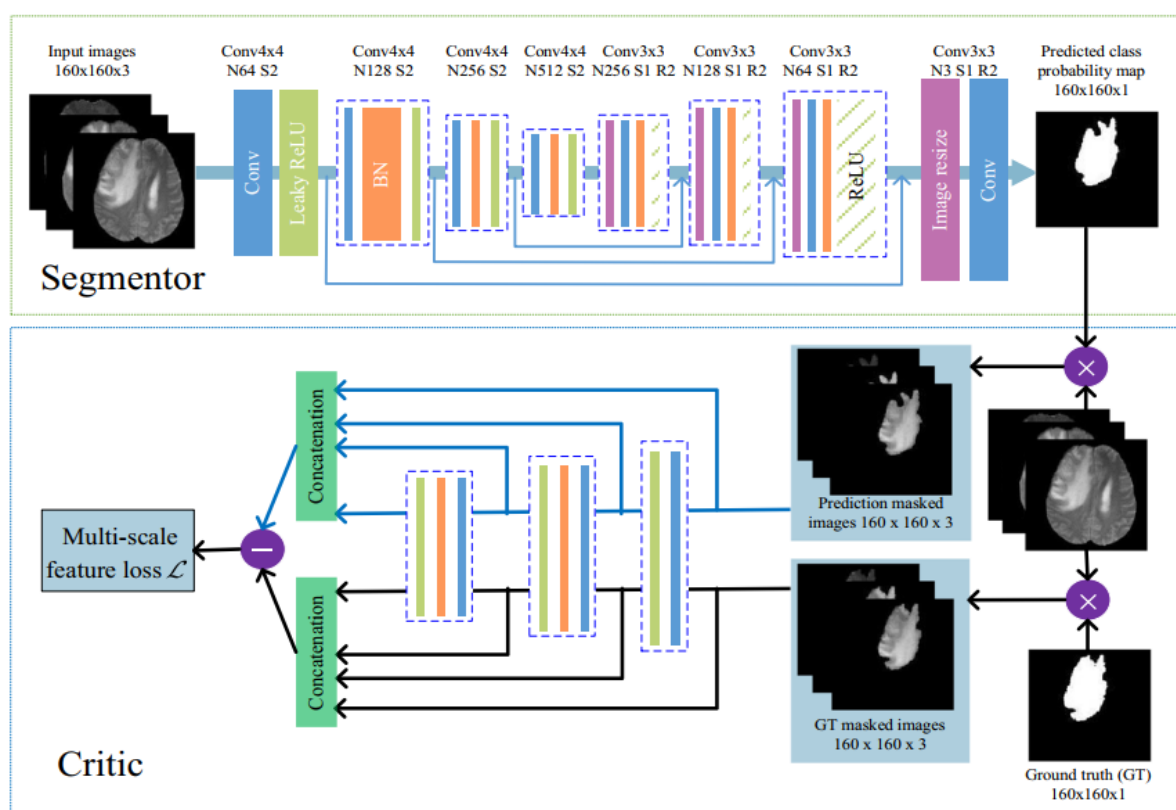 Input images
160x160x3
Conv4x4
N64 S2
Conv4x4
N128 S2
Conv4x4
N256 S2
Conv4x4
N512 S2
Conv3x3
N256 S1 R2
Conv3x3
N128 S1 R2
Conv3x3
N64 S1 R2
Conv3x3
N3 S1 R2
Predicted class
probability map
160x160x1
Conv
Leaky ReLU
BN
ReLU
Image resize
Conv
Segmentor
×
Concatenation
Prediction masked
images 160 x 160 x 3
Multi-scale
feature loss ℒ
−
×
Concatenation
GT masked images
160 x 160 x 3
Critic
Ground truth (GT)
160x160x1